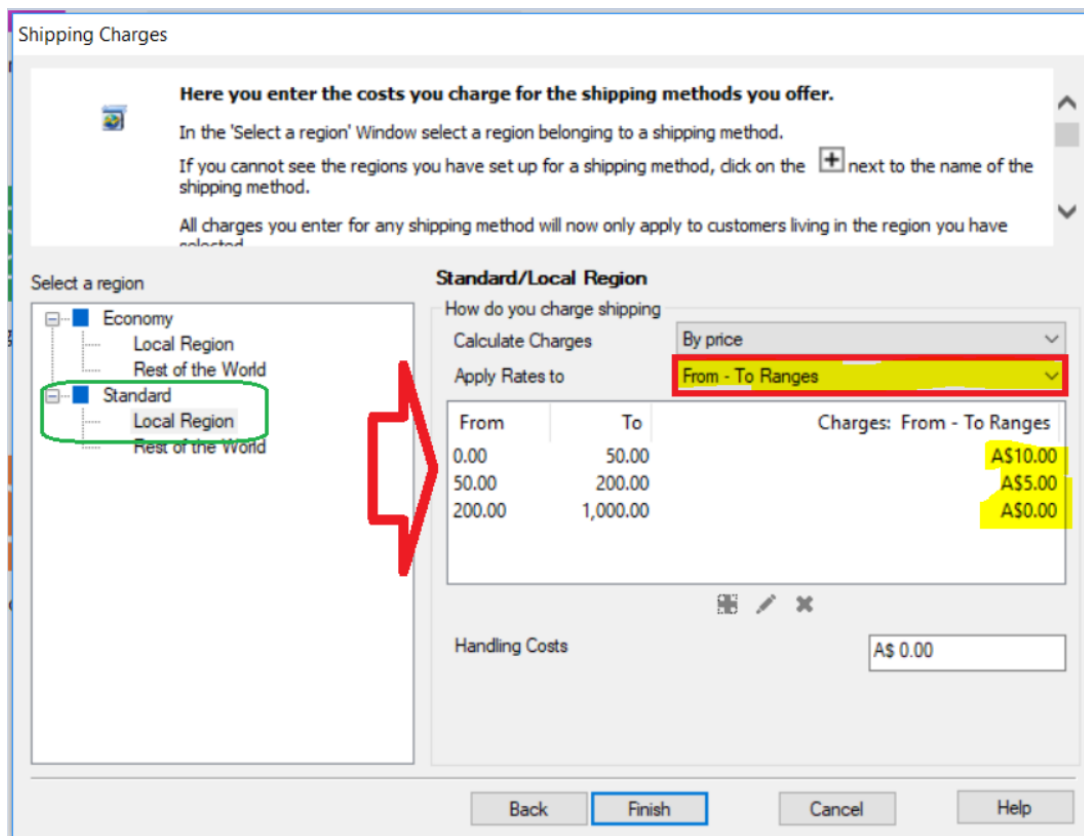 Shipping Charges
Here you enter the costs you charge for the shipping methods you offer.
In the 'Select a region' Window select a region belonging to a shipping method.
If you cannot see the regions you have set up for a shipping method, click on the + next to the name of the
shipping method.
All charges you enter for any shipping method will now only apply to customers living in the region you have
selected
Select a region
Economy
Local Region
Rest of the World
Standard
Local Region
Rest of the World
Standard/Local Region
How do you charge shipping
Calculate Charges By price
Apply Rates to From - To Ranges
From To Charges: From - To Ranges
0.00 50.00 A$10.00
50.00 200.00 A$5.00
200.00 1,000.00 A$0.00
Handling Costs A$ 0.00
Back Finish Cancel Help